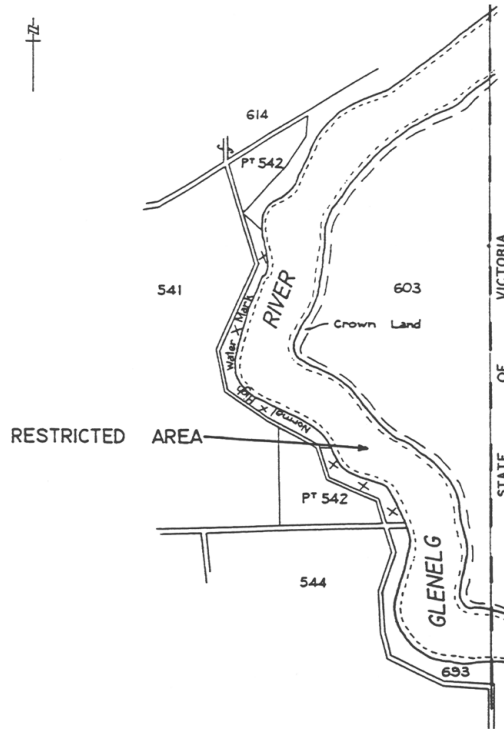 N
614
PT 542
541
603
RIVER
Crown Land
Normal High Water Mark
RESTRICTED AREA
PT 542
544
GLENELG
693
STATE OF VICTORIA